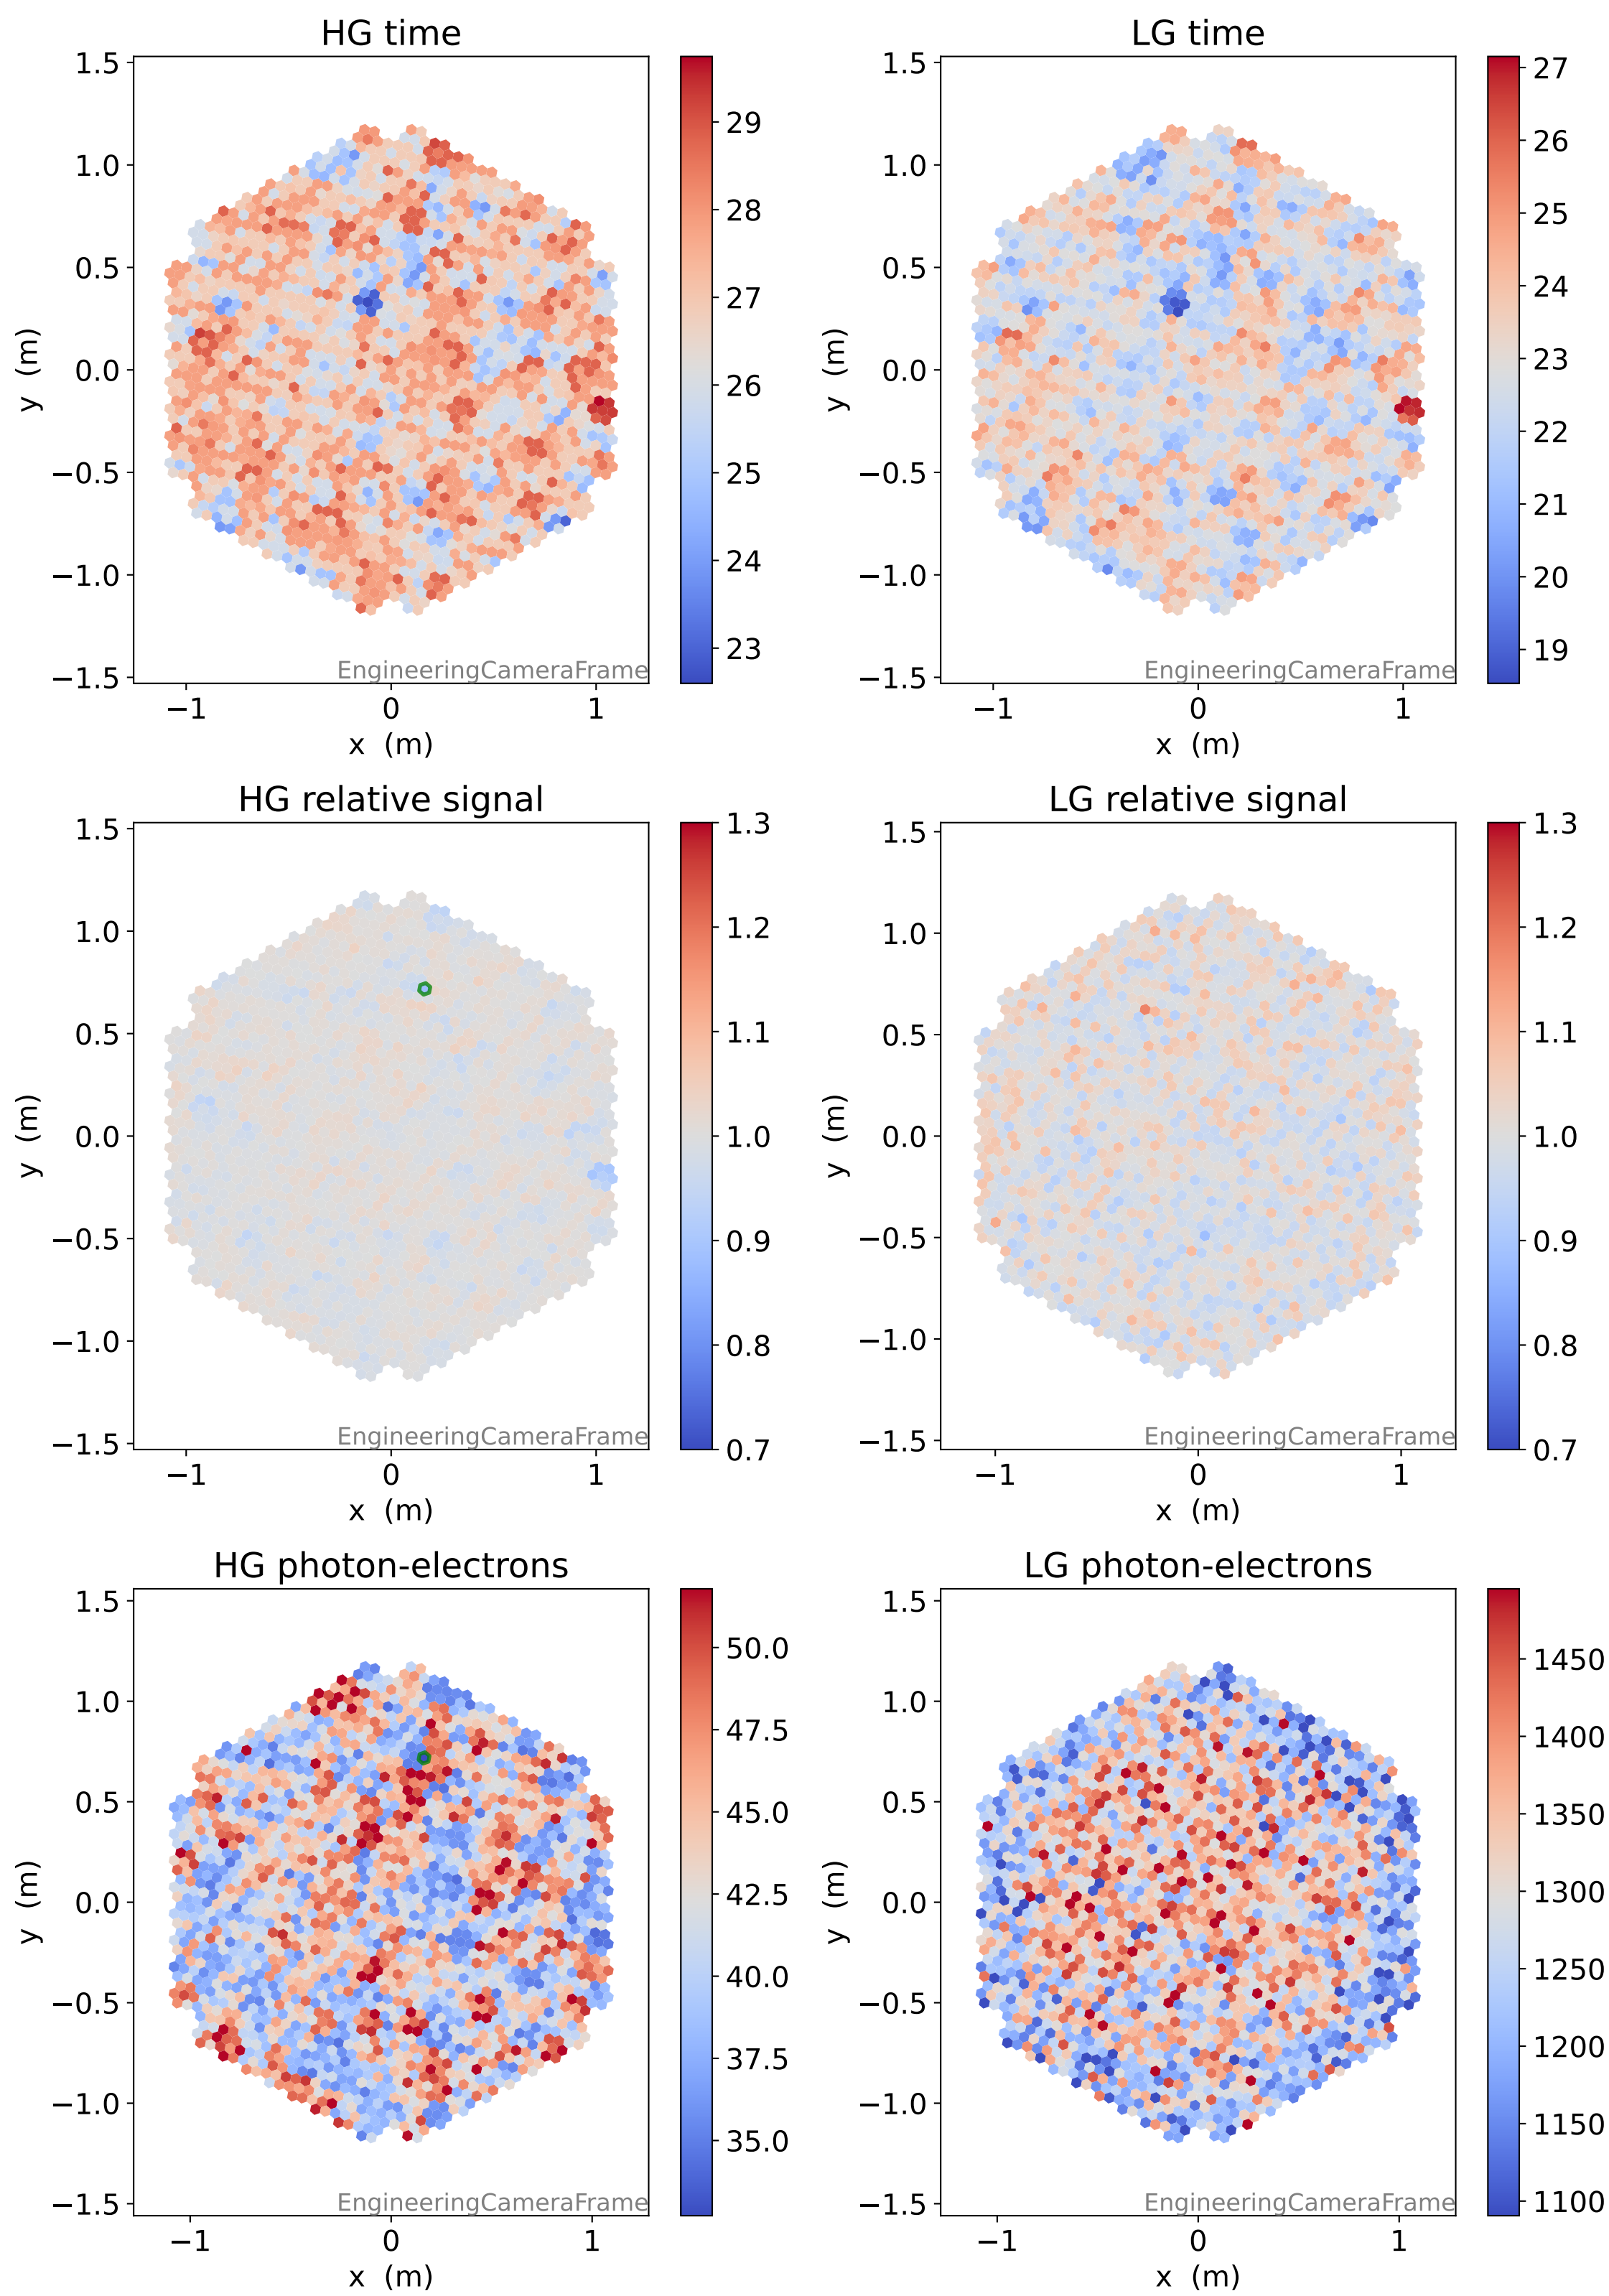 HG time
1.5
1.0
0.5
0.0
−0.5
−1.0
−1.5
y (m)
−1 0 1
x (m)
EngineeringCameraFrame
29
28
27
26
25
24
23
LG time
1.5
1.0
0.5
0.0
−0.5
−1.0
−1.5
y (m)
−1 0 1
x (m)
EngineeringCameraFrame
27
26
25
24
23
22
21
20
19
HG relative signal
1.5
1.0
0.5
0.0
−0.5
−1.0
−1.5
y (m)
−1 0 1
x (m)
EngineeringCameraFrame
1.3
1.2
1.1
1.0
0.9
0.8
0.7
LG relative signal
1.5
1.0
0.5
0.0
−0.5
−1.0
−1.5
y (m)
−1 0 1
x (m)
EngineeringCameraFrame
1.3
1.2
1.1
1.0
0.9
0.8
0.7
HG photon-electrons
1.5
1.0
0.5
0.0
−0.5
−1.0
−1.5
y (m)
−1 0 1
x (m)
EngineeringCameraFrame
50.0
47.5
45.0
42.5
40.0
37.5
35.0
LG photon-electrons
1.5
1.0
0.5
0.0
−0.5
−1.0
−1.5
y (m)
−1 0 1
x (m)
EngineeringCameraFrame
1450
1400
1350
1300
1250
1200
1150
1100